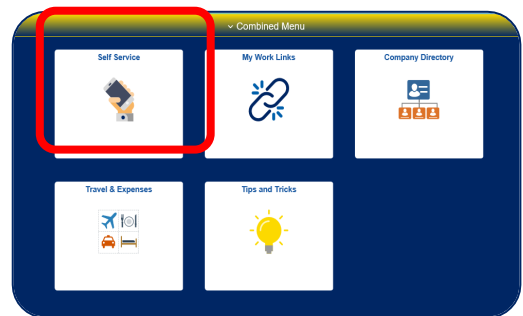 Combined Menu
Self Service
My Work Links
Company Directory
Travel & Expenses
Tips and Tricks